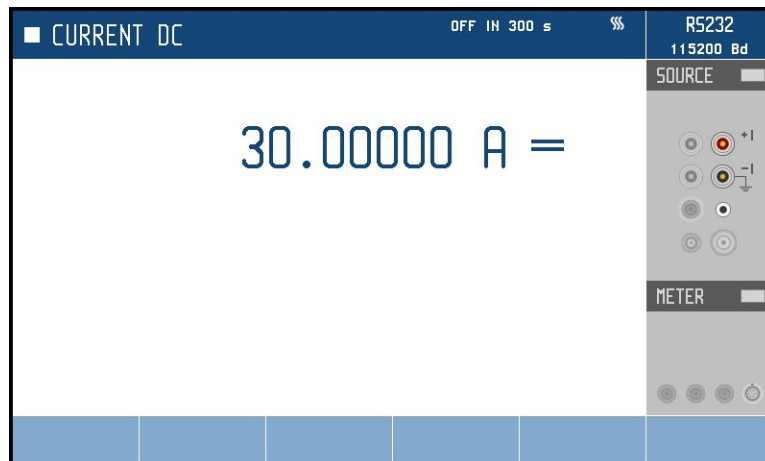 CURRENT DC
OFF IN 300 s
RS232
115200 Bd
SOURCE
30.00000 A =
+I
-I
METER